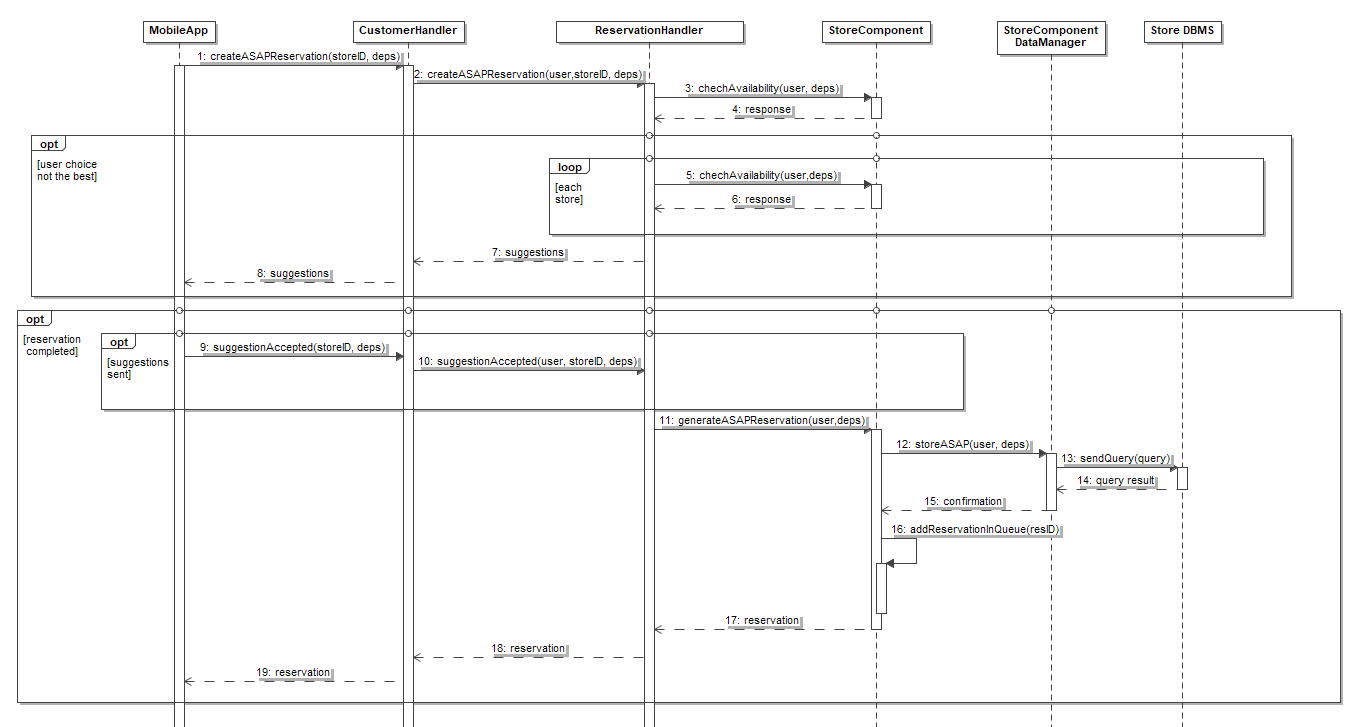 MobileApp
CustomerHandler
ReservationHandler
StoreComponent
StoreComponent
DataManager
Store DBMS
1: createASAPReservation(storeID, deps)
2: createASAPReservation(user,storeID, deps)
3: chechAvailability(user, deps)
4: response
opt
[user choice
not the best]
loop
[each
store]
5: chechAvailability(user,deps)
6: response
7: suggestions
8: suggestions
opt
[reservation
completed]
opt
[suggestions
sent]
9: suggestionAccepted(storeID, deps)
10: suggestionAccepted(user, storeID, deps)
11: generateASAPReservation(user,deps)
12: storeASAP(user, deps)
13: sendQuery(query)
14: query result
15: confirmation
16: addReservationInQueue(resID)
17: reservation
18: reservation
19: reservation